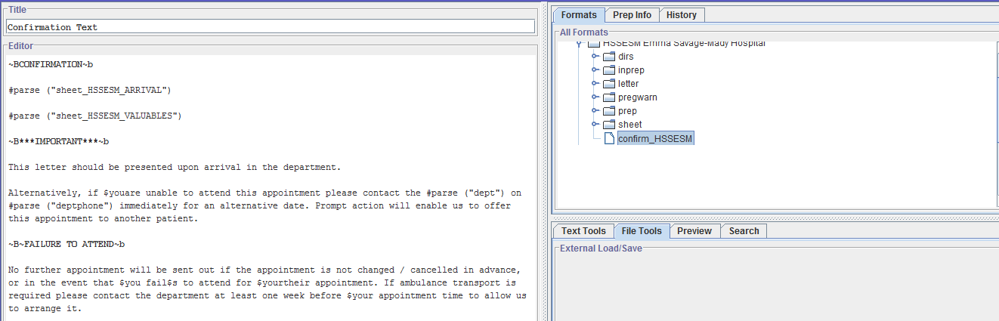 Title
Confirmation Text
Editor
~BCONFIRMATION~b
#parse ("sheet_HSSESM_ARRIVAL")
#parse ("sheet_HSSESM_VALUABLES")
~B***IMPORTANT***~b
This letter should be presented upon arrival in the department.
Alternatively, if $youare unable to attend this appointment please contact the #parse ("dept") on
#parse ("deptphone") immediately for an alternative date. Prompt action will enable us to offer
this appointment to another patient.
~B~FAILURE TO ATTEND~b
No further appointment will be sent out if the appointment is not changed / cancelled in advance,
or in the event that $you fail$s to attend for $yourtheir appointment. If ambulance transport is
required please contact the department at least one week before $your appointment time to allow us
to arrange it.
Formats Prep Info History
All Formats
HSSESM Emma Savage-Mady Hospital
dirs
inprep
letter
pregwarn
prep
sheet
confirm_HSSESM
Text Tools File Tools Preview Search
External Load/Save